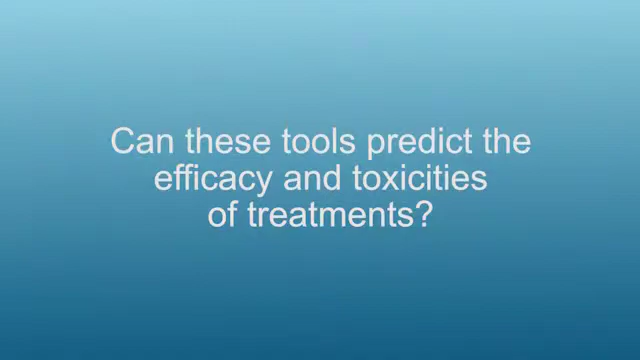 Can these tools predict the
efficacy and toxicities
of treatments?